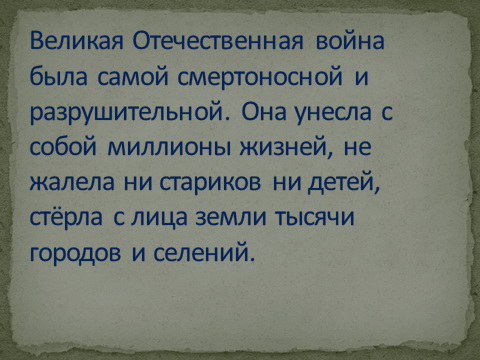 Великая Отечественная война
была самой смертоносной и
разрушительной. Она унесла с
собой миллионы жизней, не
жалела ни стариков ни детей,
стёрла с лица земли тысячи
городов и селений.